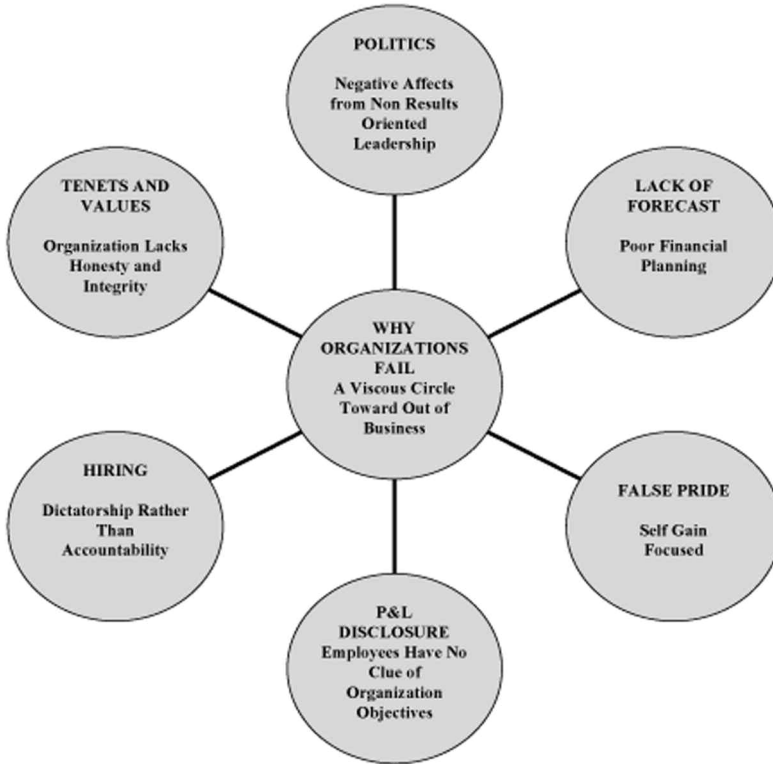 POLITICS
Negative Affects
from Non Results
Oriented
Leadership
TENETS AND
VALUES
Organization Lacks
Honesty and
Integrity
LACK OF
FORECAST
Poor Financial
Planning
WHY
ORGANIZATIONS
FAIL
A Viscous Circle
Toward Out of
Business
HIRING
Dictatorship Rather
Than
Accountability
FALSE PRIDE
Self Gain
Focused
P&L
DISCLOSURE
Employees Have No
Clue of
Organization
Objectives